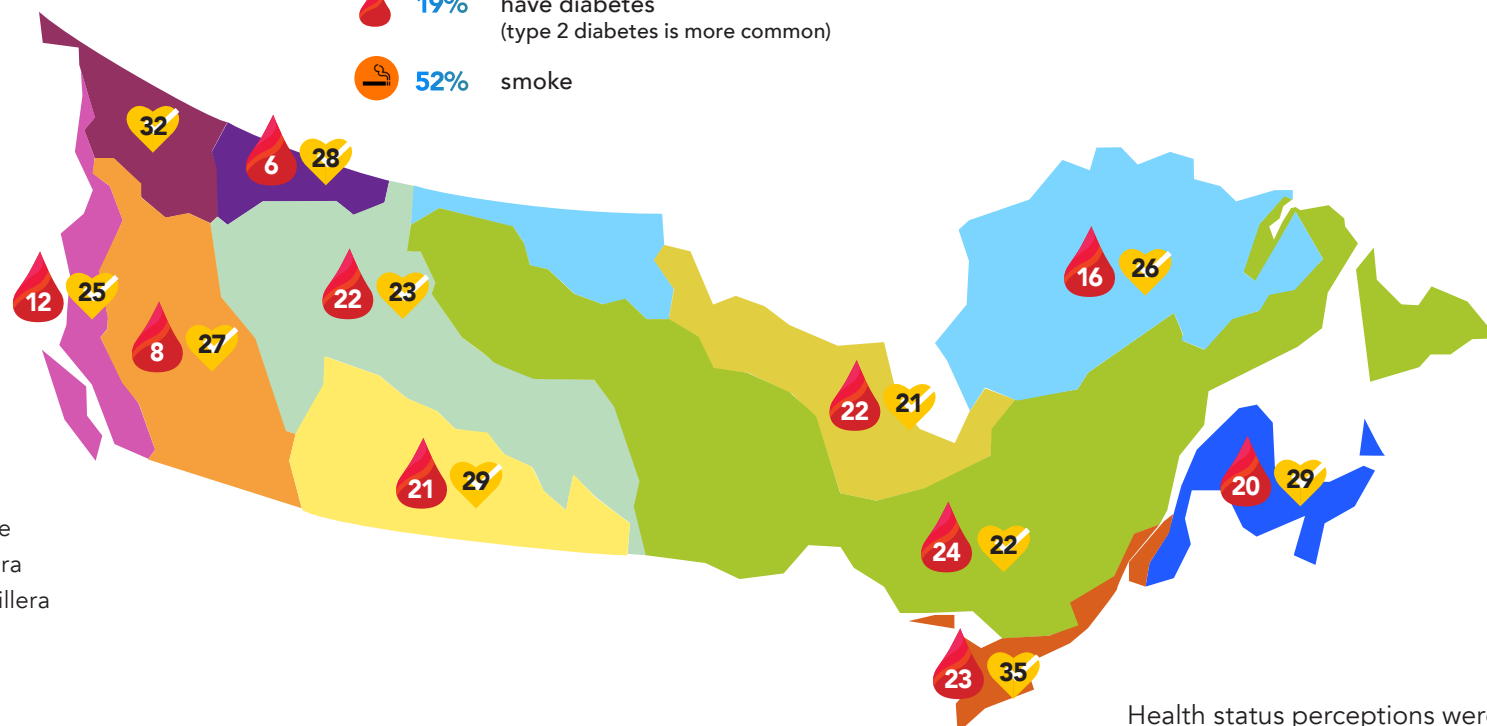 19% have diabetes
(type 2 diabetes is more common)
52% smoke
32
6 28
12 25
22 23
16 26
8 27
22 21
21 29
20 29
24 22
23 35
Health status perceptions were